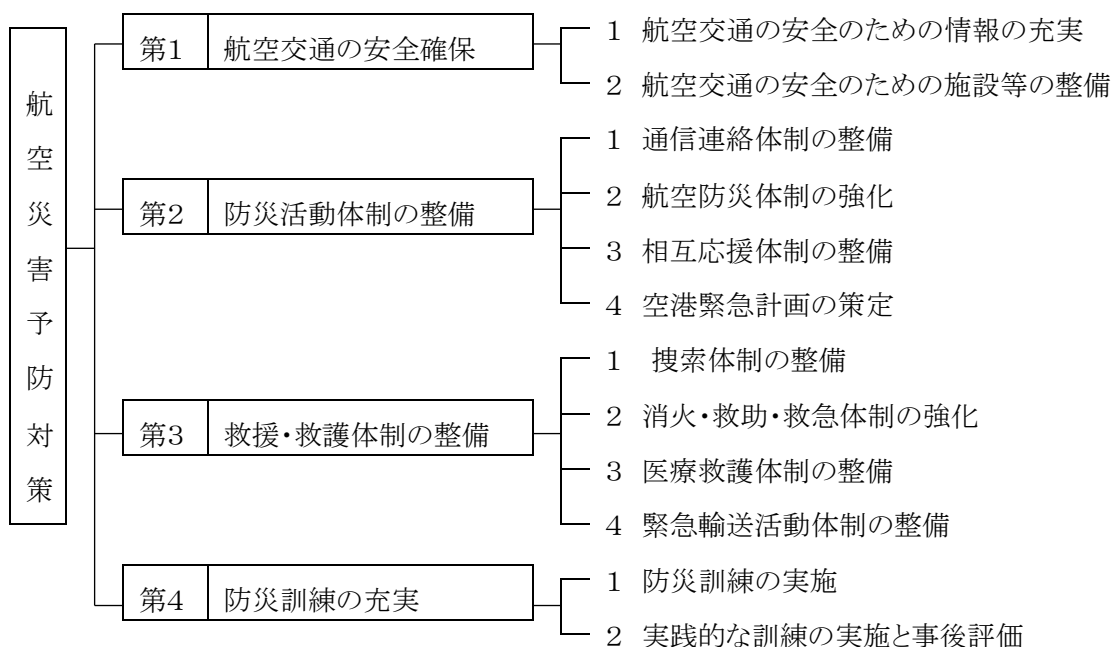 航空災害予防対策
第1 航空交通の安全確保
1 航空交通の安全のための情報の充実
2 航空交通の安全のための施設等の整備
第2 防災活動体制の整備
1 通信連絡体制の整備
2 航空防災体制の強化
3 相互応援体制の整備
4 空港緊急計画の策定
第3 救援・救護体制の整備
1 捜索体制の整備
2 消火・救助・救急体制の強化
3 医療救護体制の整備
4 緊急輸送活動体制の整備
第4 防災訓練の充実
1 防災訓練の実施
2 実践的な訓練の実施と事後評価